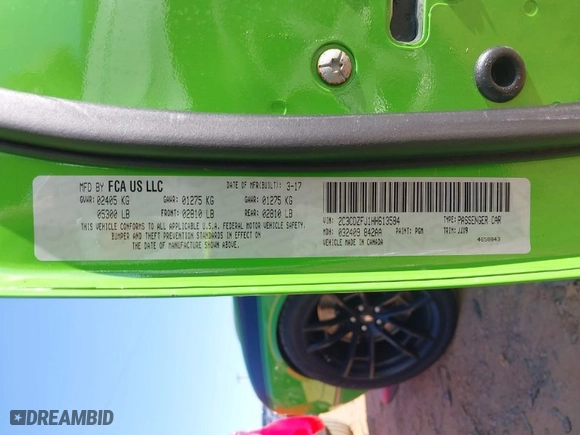 MFD BY FCA US LLC DATE OF MFR(BUILT): 3-17
GVWR: 02405 KG GAWR: 01275 KG GAWR: 01275 KG
05300 LB FRONT: 02810 LB REAR: 02810 LB
THIS VEHICLE CONFORMS TO ALL APPLICABLE U.S.A. FEDERAL MOTOR VEHICLE SAFETY,
BUMPER AND THEFT PREVENTION STANDARDS IN EFFECT ON
THE DATE OF MANUFACTURE SHOWN ABOVE.
VIN: 2C3CDZFJ1HH613584 TYPE: PASSENGER CAR
MDH: 032409 842AA PAINT: PGM TRIM: JJX9
VEHICLE MADE IN CANADA
4658843
DREAMBID